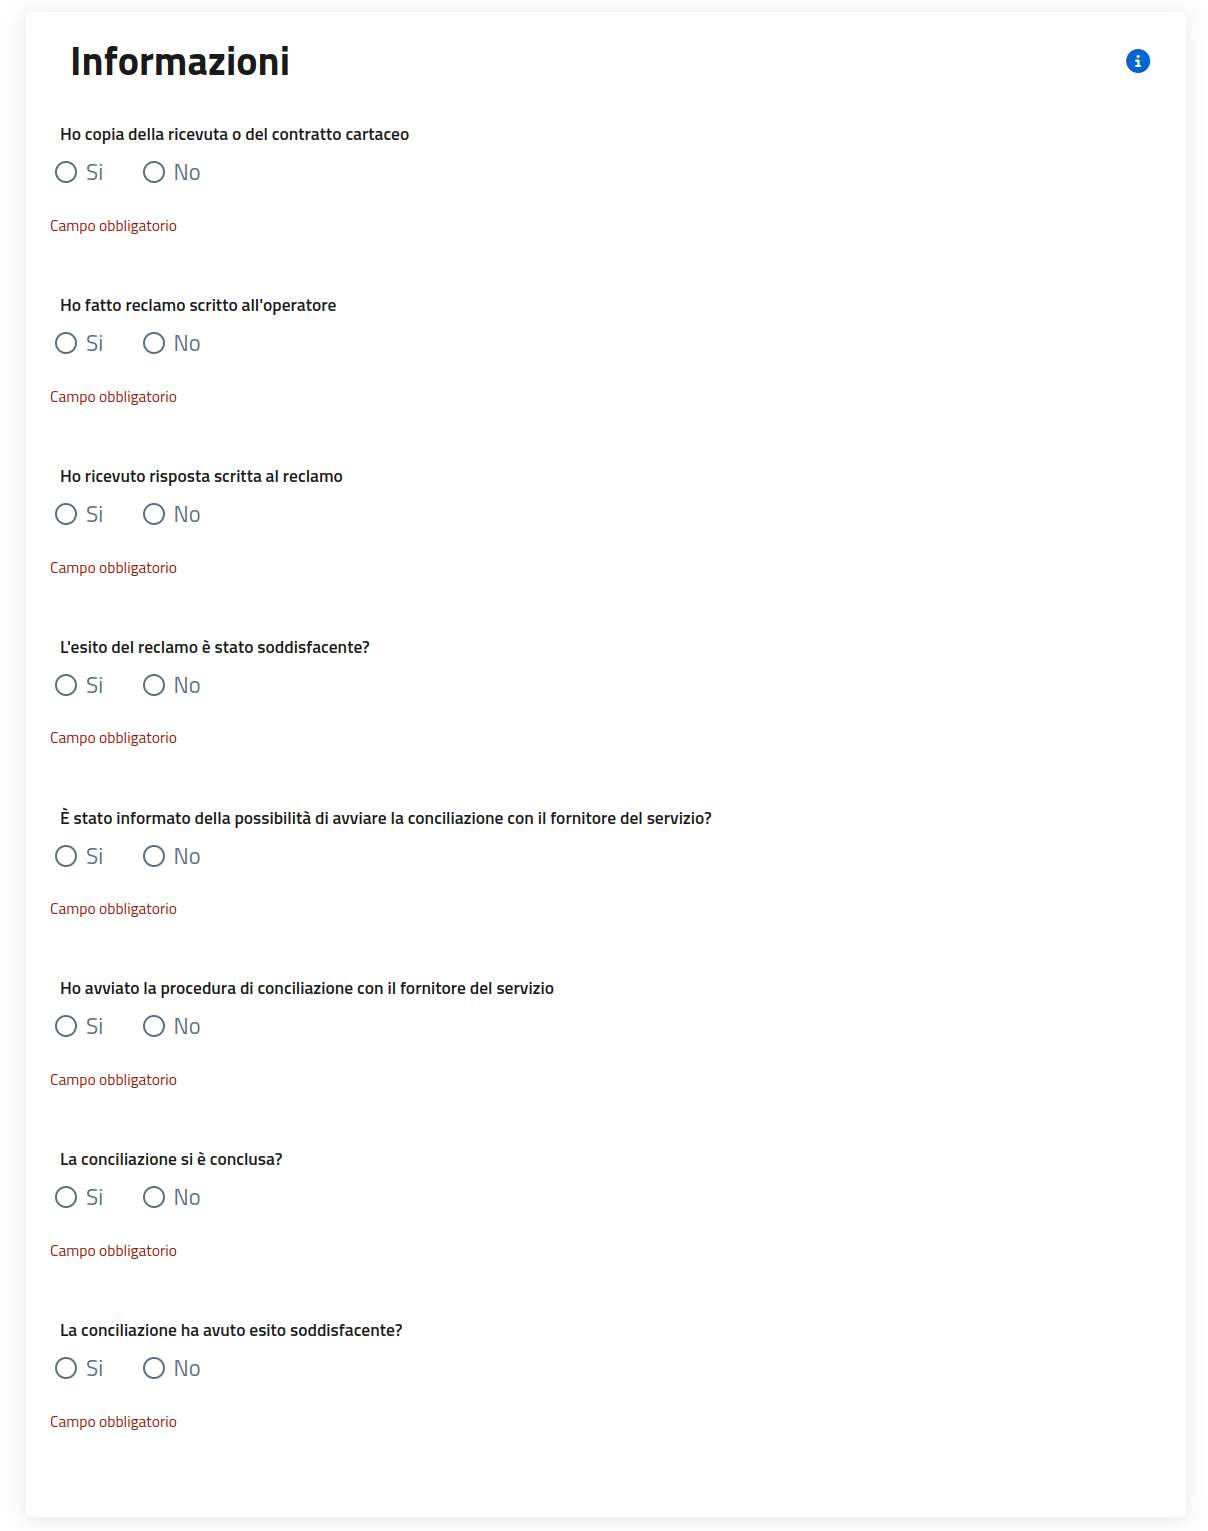 Informazioni
Ho copia della ricevuta o del contratto cartaceo
Si No
Campo obbligatorio
Ho fatto reclamo scritto all'operatore
Si No
Campo obbligatorio
Ho ricevuto risposta scritta al reclamo
Si No
Campo obbligatorio
L'esito del reclamo è stato soddisfacente?
Si No
Campo obbligatorio
È stato informato della possibilità di avviare la conciliazione con il fornitore del servizio?
Si No
Campo obbligatorio
Ho avviato la procedura di conciliazione con il fornitore del servizio
Si No
Campo obbligatorio
La conciliazione si è conclusa?
Si No
Campo obbligatorio
La conciliazione ha avuto esito soddisfacente?
Si No
Campo obbligatorio